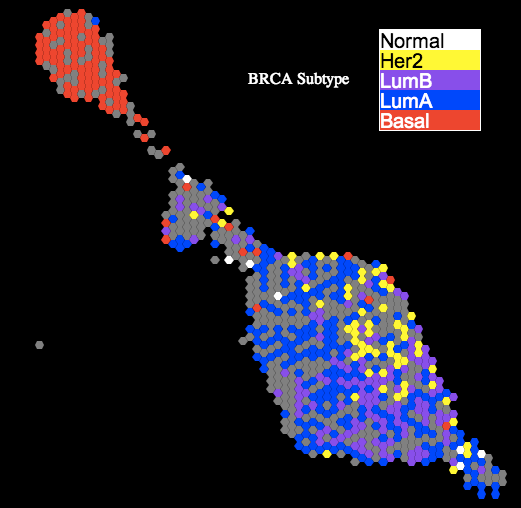 BRCA Subtype
Normal
Her2
LumB
LumA
Basal